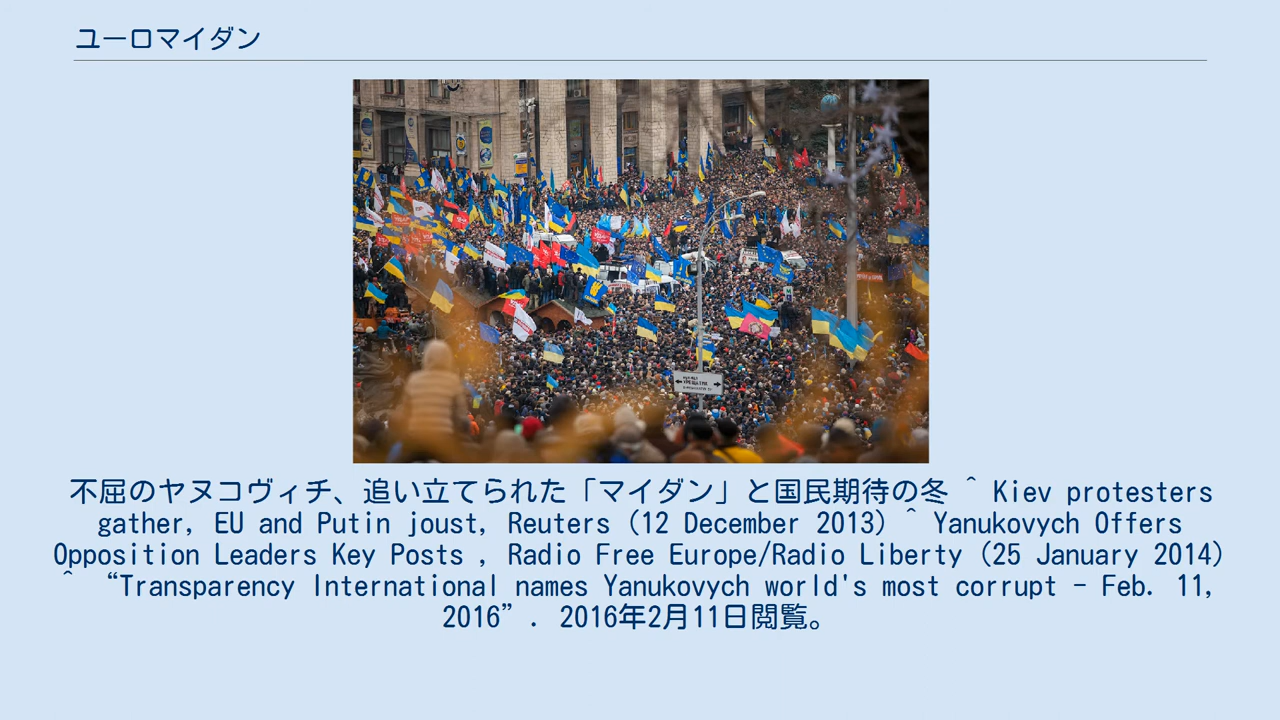 ユーロマイダン
不屈のヤヌコヴィチ、追い立てられた「マイダン」と国民期待の冬 ^ Kiev protesters
gather, EU and Putin joust, Reuters (12 December 2013) ^ Yanukovych Offers
Opposition Leaders Key Posts , Radio Free Europe/Radio Liberty (25 January 2014)
^ “Transparency International names Yanukovych world's most corrupt - Feb. 11,
2016”. 2016年2月11日閲覧。